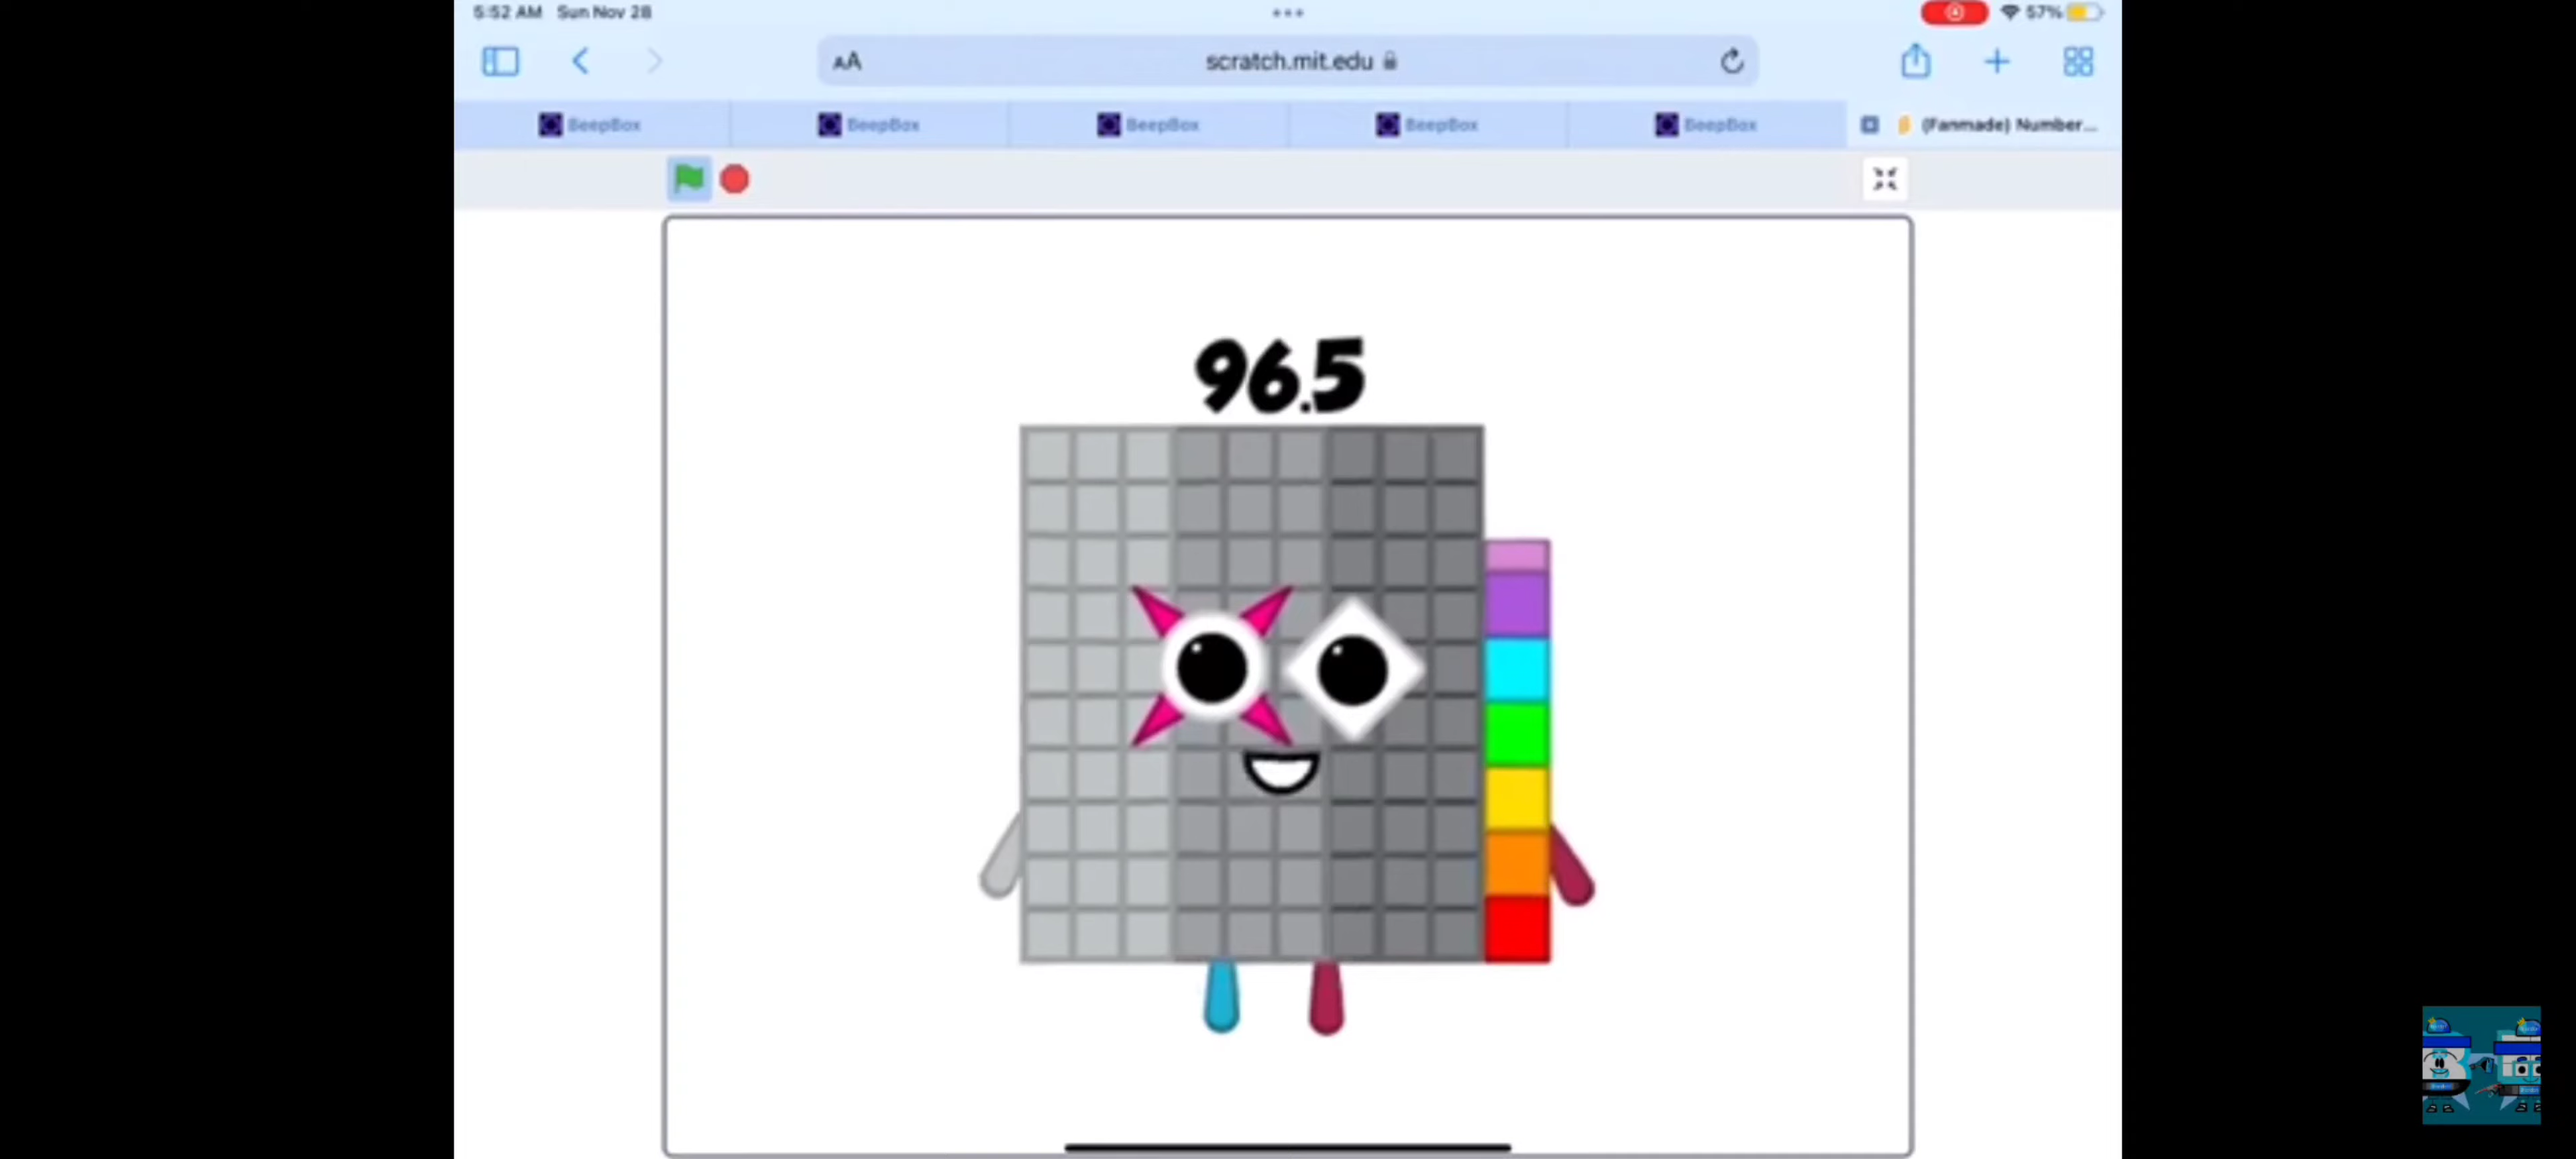 5:52 AM Sun Nov 28
57%
AA
scratch.mit.edu
BeepBox
BeepBox
BeepBox
BeepBox
BeepBox
(Fanmade) Number...
96.5